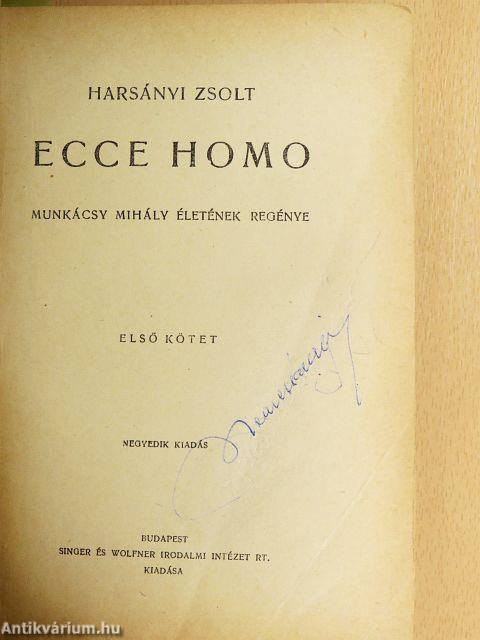 HARSÁNYI ZSOLT
ECCE HOMO
MUNKÁCSY MIHÁLY ÉLETÉNEK REGÉNYE
ELSŐ KÖTET
NEGYEDIK KIADÁS
BUDAPEST
SINGER ÉS WOLFNER IRODALMI INTÉZET RT.
KIADÁSA
Antikvárium.hu